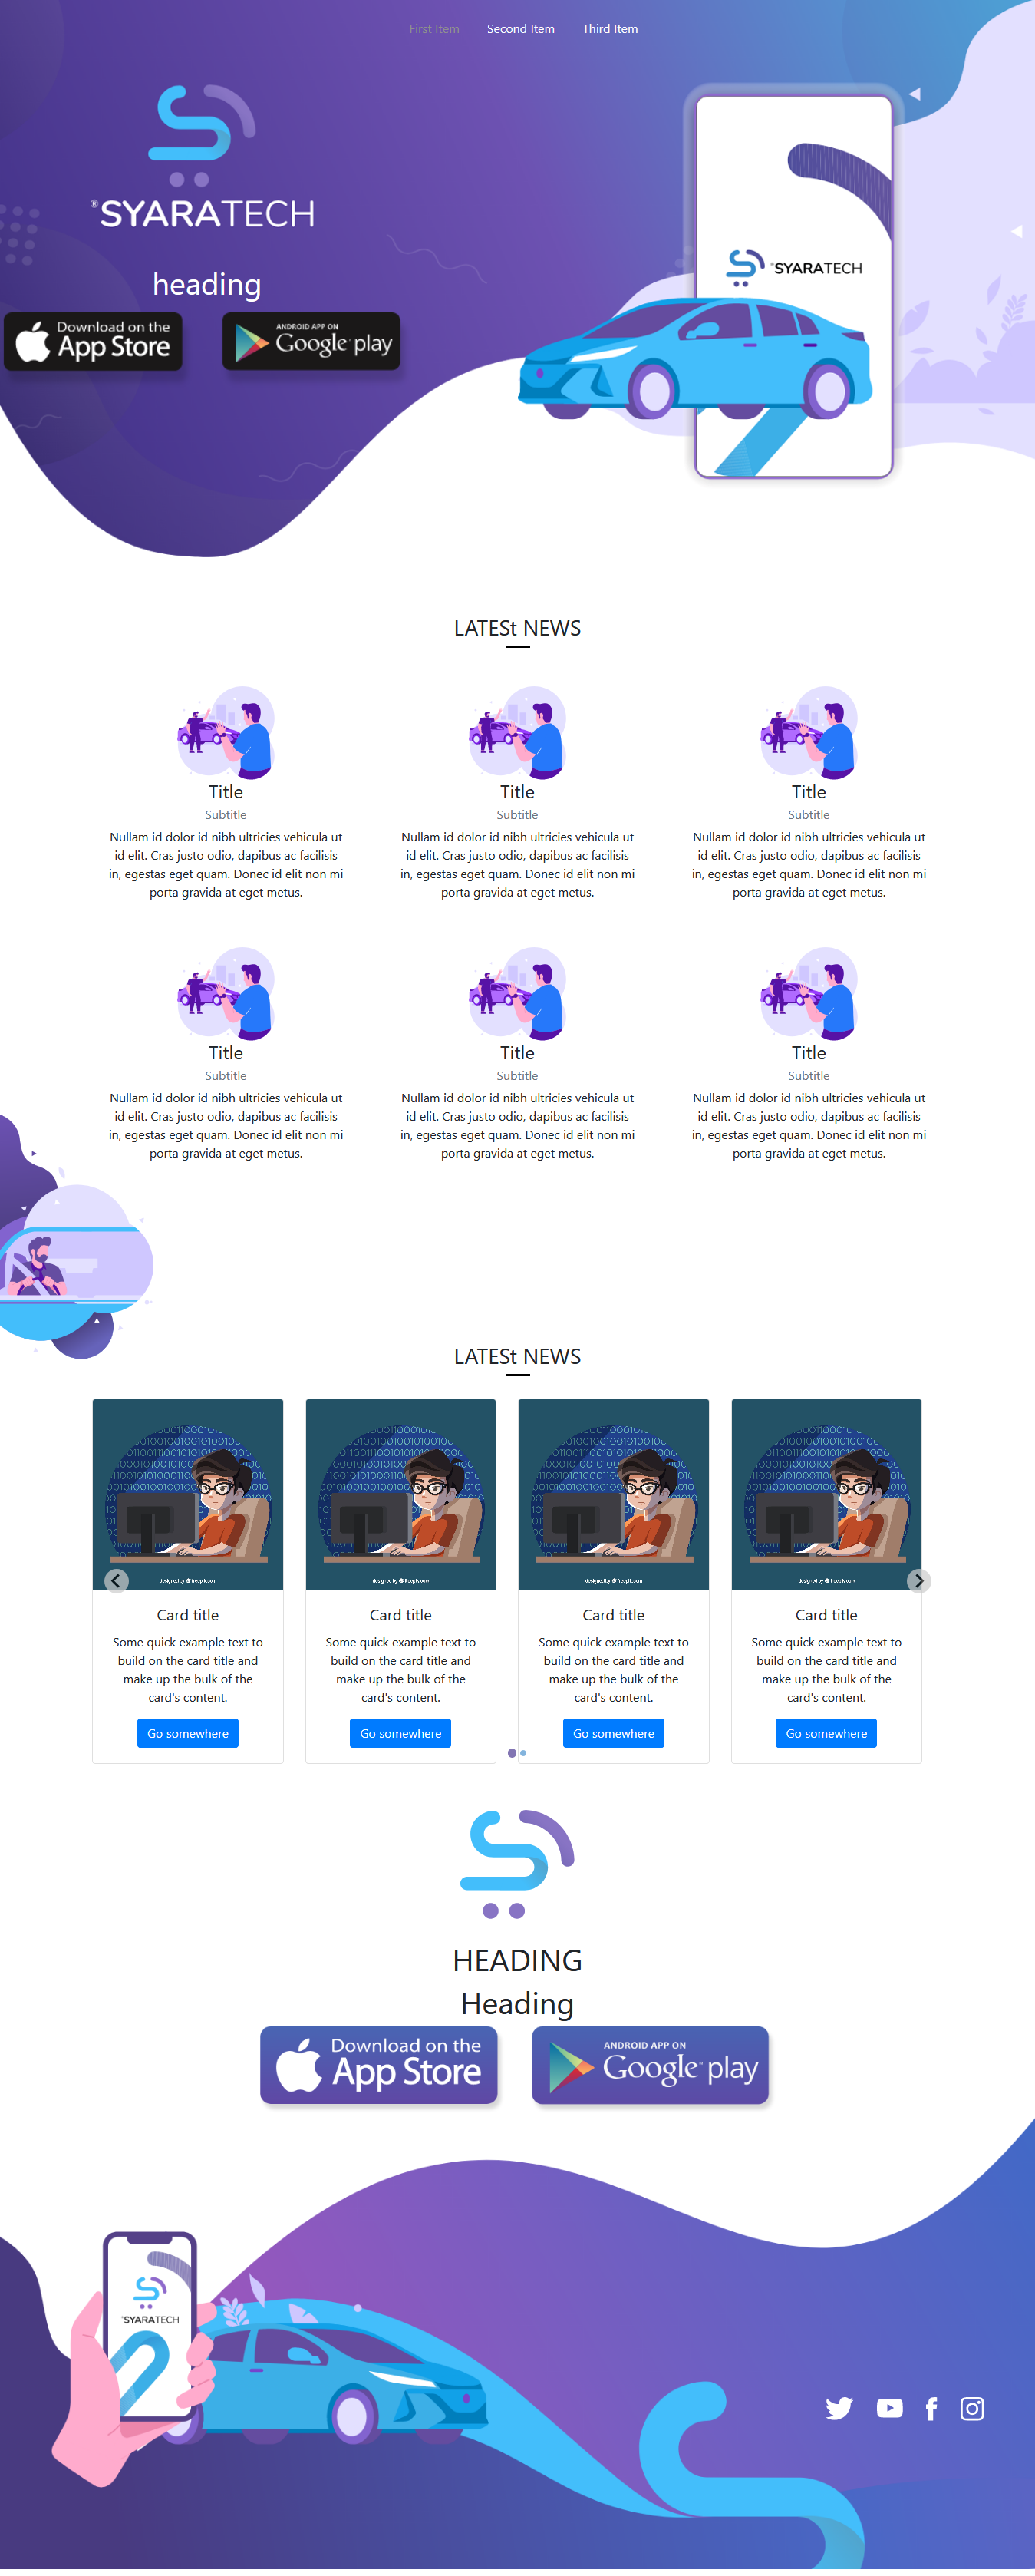 First Item Second Item Third Item
®SYARATECH
heading
Download on the
App Store
ANDROID APP ON
Google play
®SYARATECH
LATESt NEWS
Title
Subtitle
Nullam id dolor id nibh ultricies vehicula ut
id elit. Cras justo odio, dapibus ac facilisis
in, egestas eget quam. Donec id elit non mi
porta gravida at eget metus.
Title
Subtitle
Nullam id dolor id nibh ultricies vehicula ut
id elit. Cras justo odio, dapibus ac facilisis
in, egestas eget quam. Donec id elit non mi
porta gravida at eget metus.
Title
Subtitle
Nullam id dolor id nibh ultricies vehicula ut
id elit. Cras justo odio, dapibus ac facilisis
in, egestas eget quam. Donec id elit non mi
porta gravida at eget metus.
Title
Subtitle
Nullam id dolor id nibh ultricies vehicula ut
id elit. Cras justo odio, dapibus ac facilisis
in, egestas eget quam. Donec id elit non mi
porta gravida at eget metus.
Title
Subtitle
Nullam id dolor id nibh ultricies vehicula ut
id elit. Cras justo odio, dapibus ac facilisis
in, egestas eget quam. Donec id elit non mi
porta gravida at eget metus.
Title
Subtitle
Nullam id dolor id nibh ultricies vehicula ut
id elit. Cras justo odio, dapibus ac facilisis
in, egestas eget quam. Donec id elit non mi
porta gravida at eget metus.
LATESt NEWS
designed by freepik.com
Card title
Some quick example text to
build on the card title and
make up the bulk of the
card's content.
Go somewhere
designed by freepik.com
Card title
Some quick example text to
build on the card title and
make up the bulk of the
card's content.
Go somewhere
designed by freepik.com
Card title
Some quick example text to
build on the card title and
make up the bulk of the
card's content.
Go somewhere
designed by freepik.com
Card title
Some quick example text to
build on the card title and
make up the bulk of the
card's content.
Go somewhere
HEADING
Heading
Download on the
App Store
ANDROID APP ON
Google play
®SYARATECH